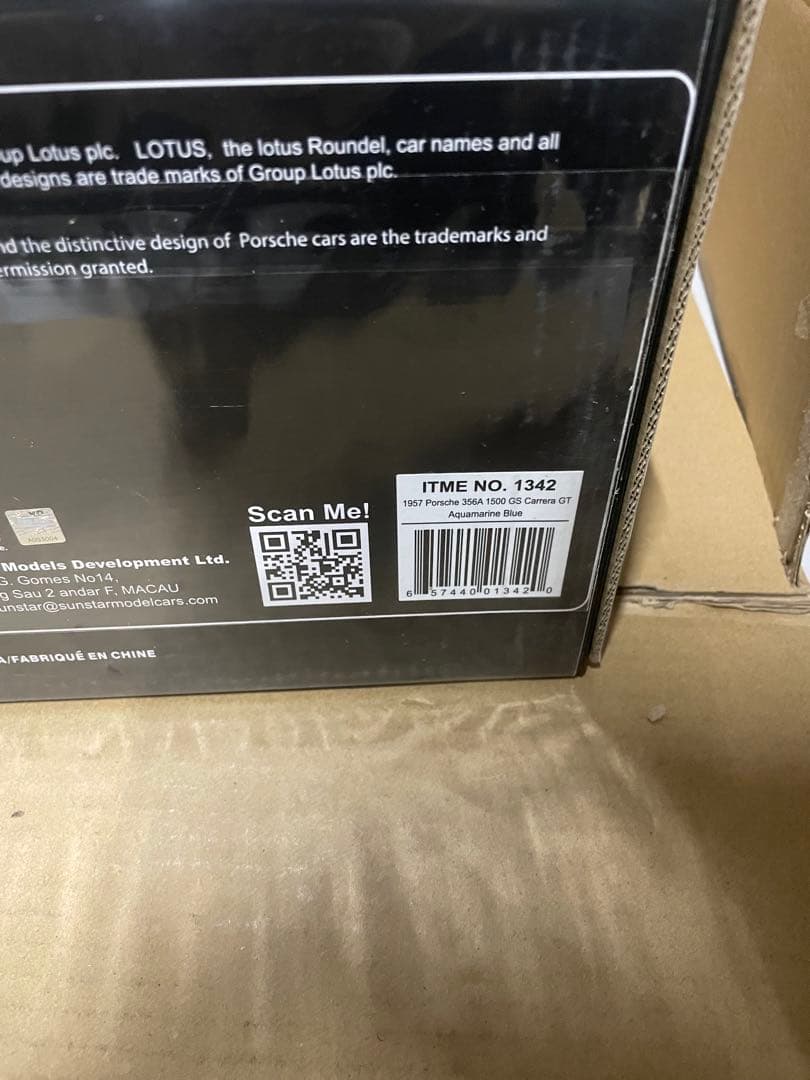 up Lotus plc. LOTUS, the lotus Roundel, car names and all
designs are trade marks of Group Lotus plc.
nd the distinctive design of Porsche cars are the trademarks and
ermission granted.
Scan Me!
ITME NO. 1342
1957 Porsche 356A 1500 GS Carrera GT
Aquamarine Blue
6 57440 01342 0
e.
Models Development Ltd.
G. Gomes No14,
g Sau 2 andar F, MACAU
unstar@sunstarmodelcars.com
A/FABRIQUÉ EN CHINE